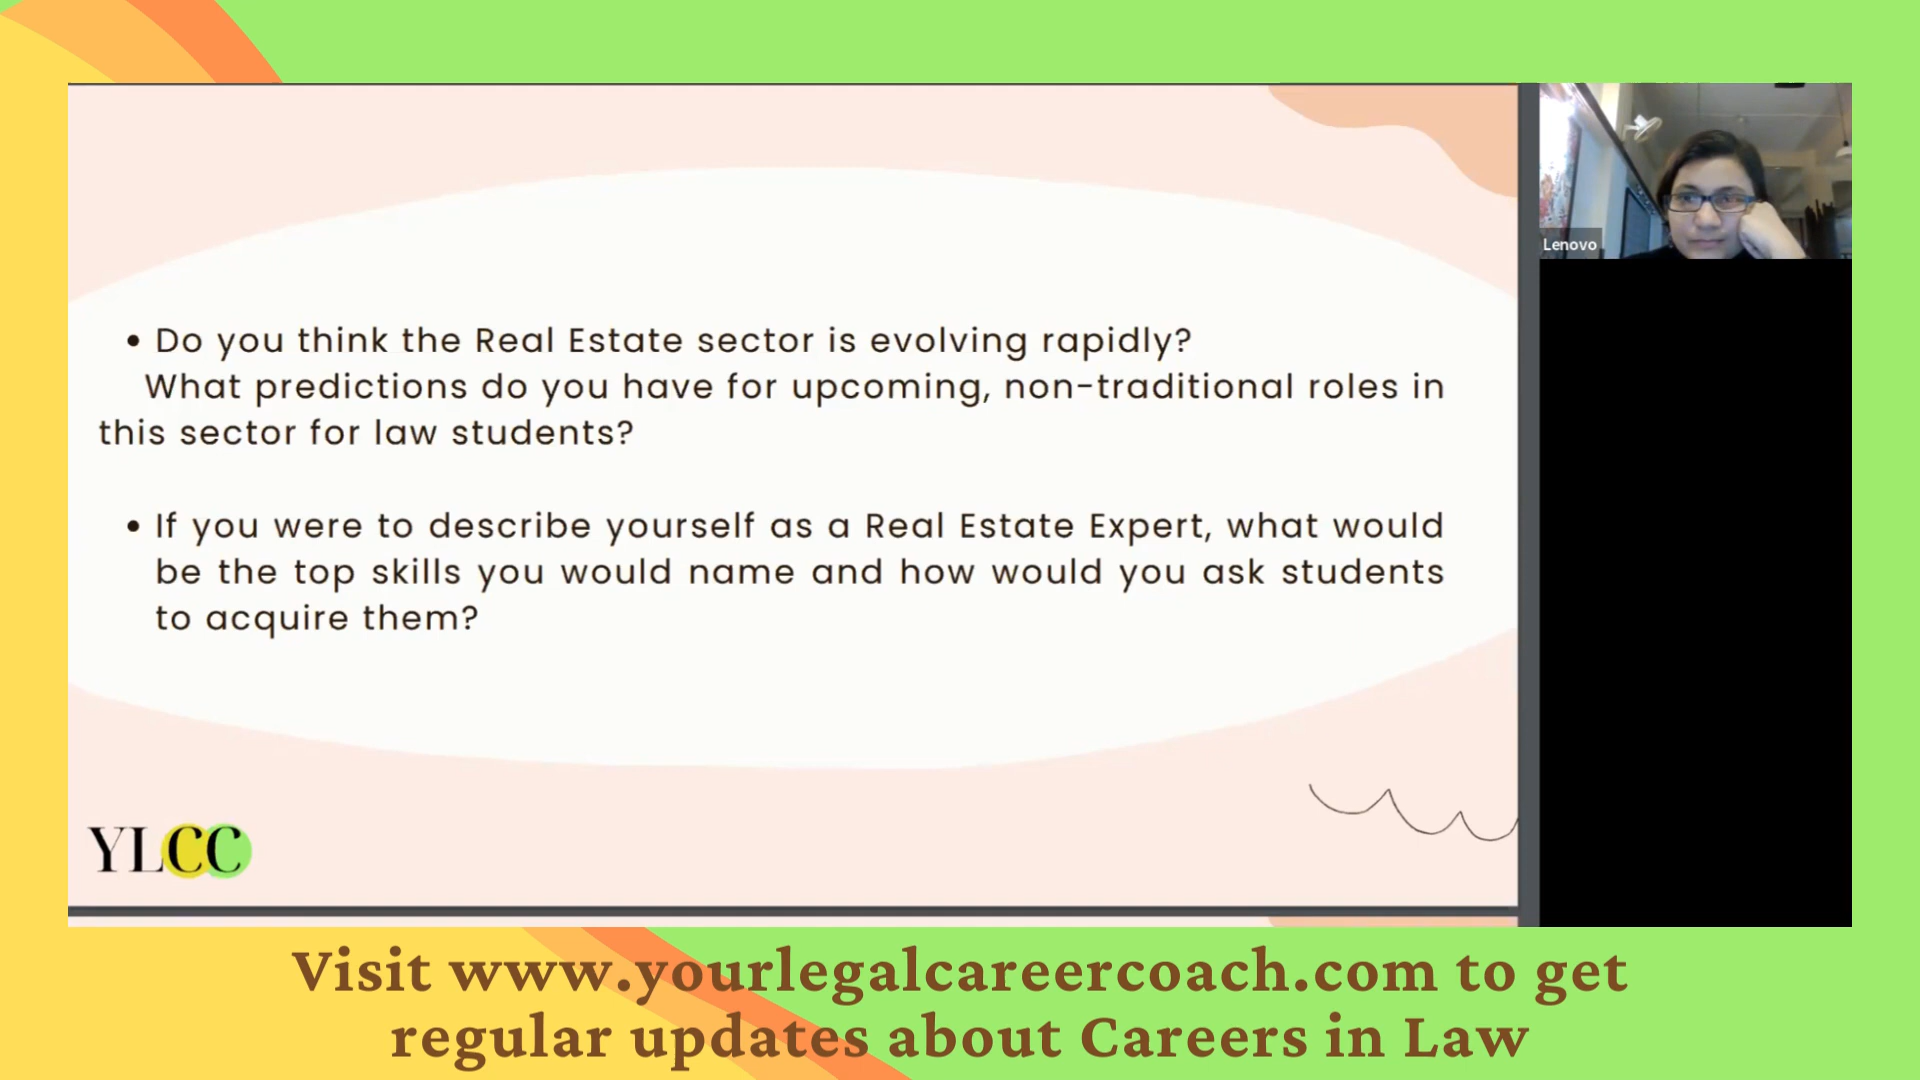 • Do you think the Real Estate sector is evolving rapidly?
What predictions do you have for upcoming, non-traditional roles in
this sector for law students?
• If you were to describe yourself as a Real Estate Expert, what would
be the top skills you would name and how would you ask students
to acquire them?
YLCC
Lenovo
Visit www.yourlegalcareercoach.com to get
regular updates about Careers in Law